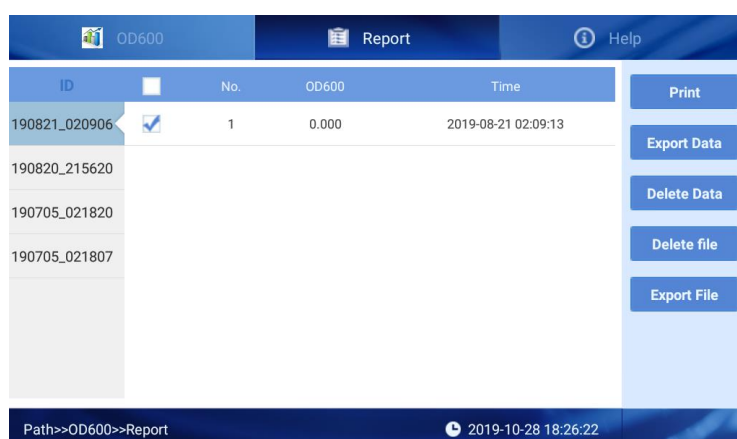 OD600 Report Help
ID No. OD600 Time
190821_020906 1 0.000 2019-08-21 02:09:13
190820_215620
190705_021820
190705_021807
Print
Export Data
Delete Data
Delete file
Export File
Path>>OD600>>Report 2019-10-28 18:26:22